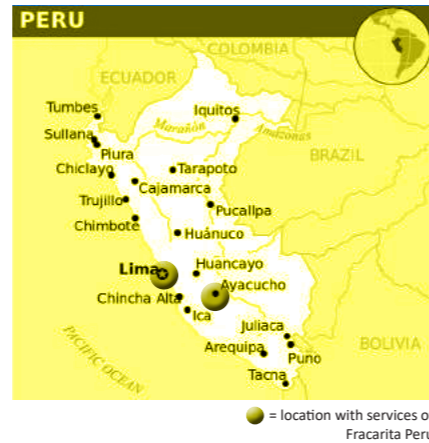 PERU
COLOMBIA
ECUADOR
Tumbes
Iquitos
Marañón
Amazonas
Sullana
Piura
BRAZIL
Chiclayo
Tarapoto
Cajamarca
Trujillo
Pucallpa
Chimbote
Huánuco
Lima
Huancayo
Ayacucho
Chincha Alta
Ica
Juliaca
PACIFIC OCEAN
Arequipa
Puno
BOLIVIA
Tacna
= location with services o
Fracarita Peru